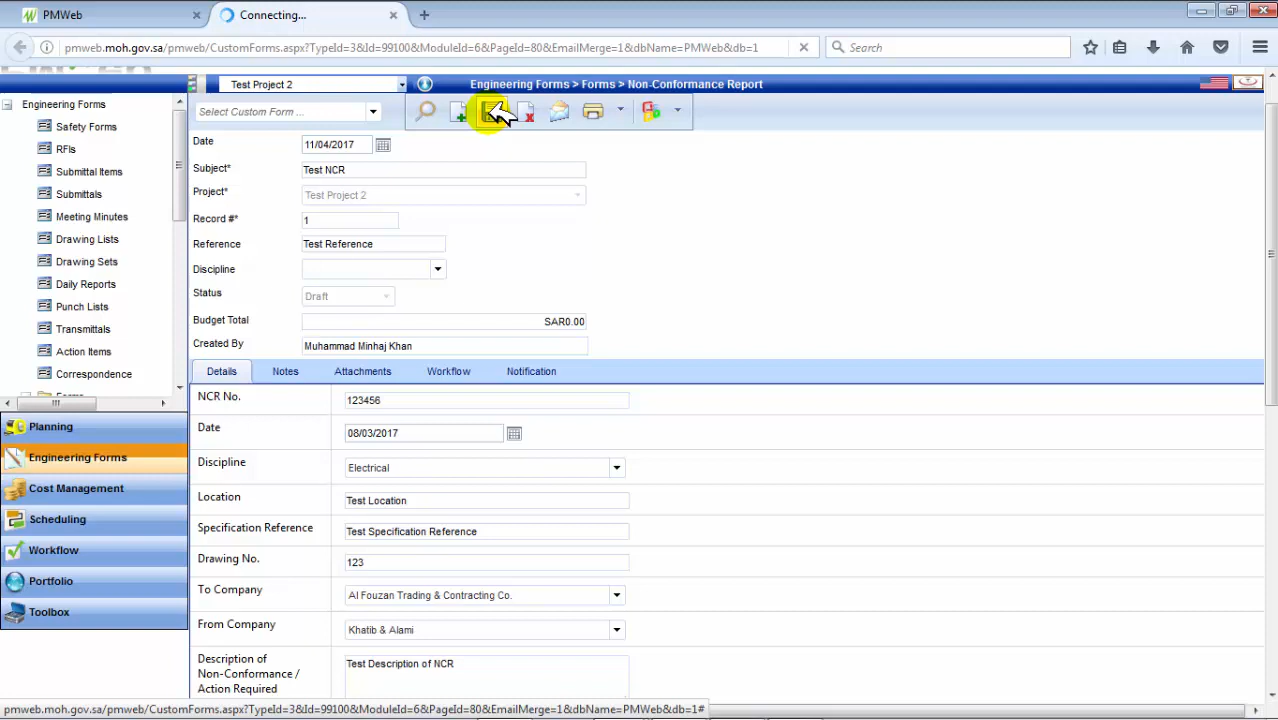 PMWeb
Connecting...
pmweb.moh.gov.sa/pmweb/CustomForms.aspx?TypeId=3&Id=99100&ModuleId=6&PageId=80&EmailMerge=1&dbName=PMWeb&db=1
Search
Test Project 2
Engineering Forms > Forms > Non-Conformance Report
Select Custom Form ...
Engineering Forms
Safety Forms
RFIs
Submittal Items
Submittals
Meeting Minutes
Drawing Lists
Drawing Sets
Daily Reports
Punch Lists
Transmittals
Action Items
Correspondence
Forms
Planning
Engineering Forms
Cost Management
Scheduling
Workflow
Portfolio
Toolbox
Date 11/04/2017
Subject* Test NCR
Project* Test Project 2
Record #* 1
Reference Test Reference
Discipline
Status Draft
Budget Total SAR0.00
Created By Muhammad Minhaj Khan
Details Notes Attachments Workflow Notification
NCR No. 123456
Date 08/03/2017
Discipline Electrical
Location Test Location
Specification Reference Test Specification Reference
Drawing No. 123
To Company Al Fouzan Trading & Contracting Co.
From Company Khatib & Alami
Description of Test Description of NCR
Non-Conformance /
Action Required
pmweb.moh.gov.sa/pmweb/CustomForms.aspx?TypeId=3&Id=99100&ModuleId=6&PageId=80&EmailMerge=1&dbName=PMWeb&db=1#